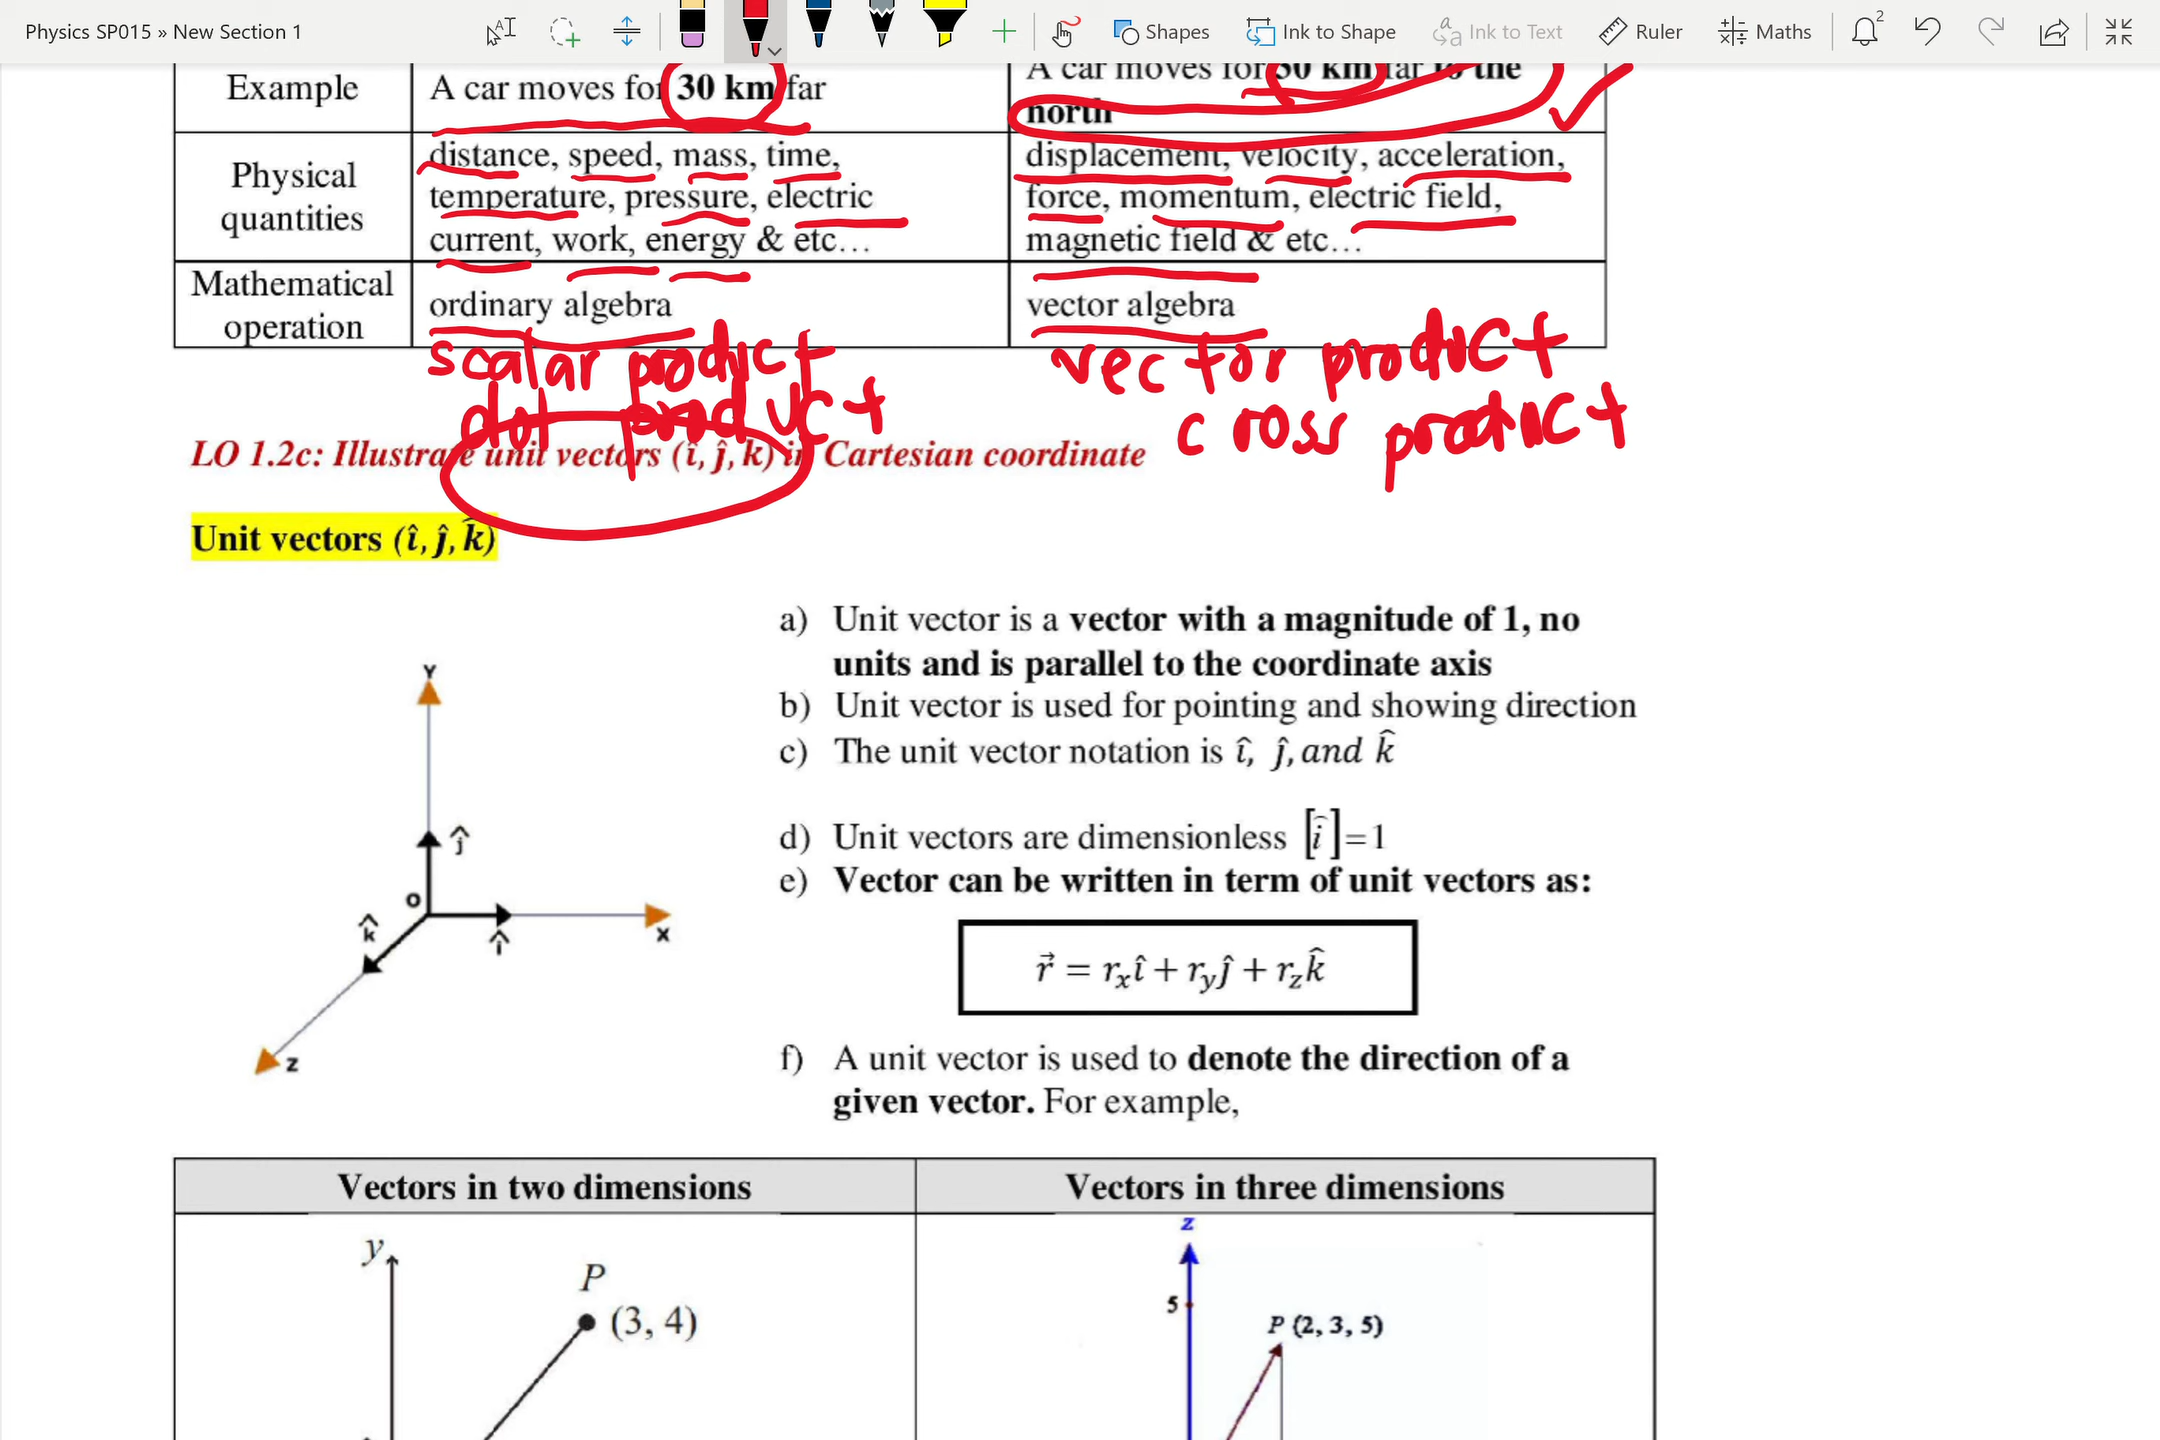 Physics SP015 » New Section 1
Shapes
Ink to Shape
Ink to Text
Ruler
Maths
2
Example
A car moves for 30 km far
A car moves for 30 km far to the
north
Physical
quantities
distance, speed, mass, time,
temperature, pressure, electric
current, work, energy & etc…
displacement, velocity, acceleration,
force, momentum, electric field,
magnetic field & etc…
Mathematical
operation
ordinary algebra
vector algebra
scalar product
dot product
vector product
cross product
LO 1.2c: Illustrate unit vectors (î, ĵ, k̂) in Cartesian coordinate
Unit vectors (î, ĵ, k̂)
a) Unit vector is a vector with a magnitude of 1, no
units and is parallel to the coordinate axis
b) Unit vector is used for pointing and showing direction
c) The unit vector notation is î, ĵ, and k̂
d) Unit vectors are dimensionless [î]=1
e) Vector can be written in term of unit vectors as:
r⃗ = rₓî + r_yĵ + r_zk̂
f) A unit vector is used to denote the direction of a
given vector. For example,
Y
ĵ
O
k̂
î
X
Z
Vectors in two dimensions
Vectors in three dimensions
y
P
(3, 4)
z
5
P (2, 3, 5)